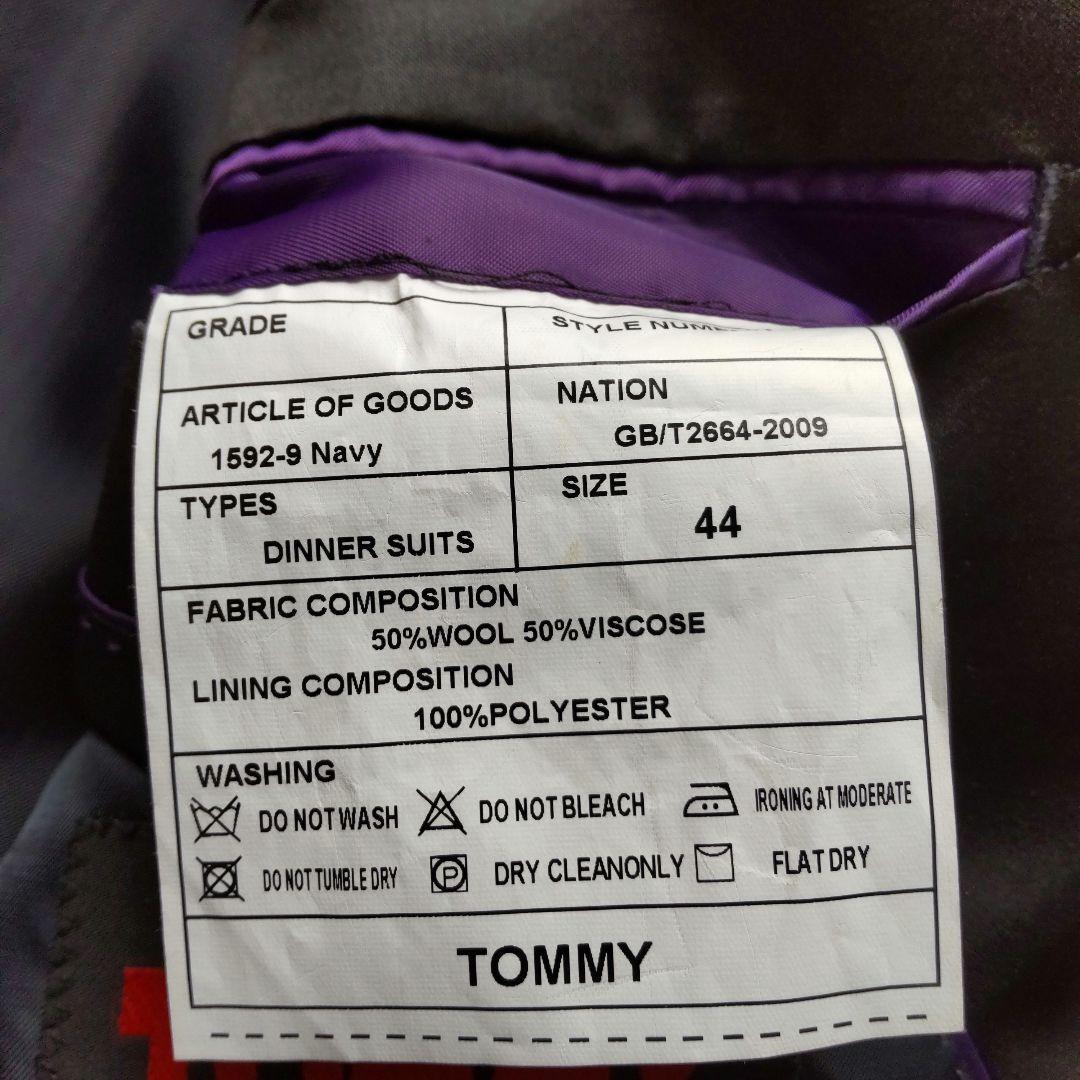 GRADE
STYLE
ARTICLE OF GOODS
1592-9 Navy
NATION
GB/T2664-2009
TYPES
DINNER SUITS
SIZE
44
FABRIC COMPOSITION
50%WOOL 50%VISCOSE
LINING COMPOSITION
100%POLYESTER
WASHING
DO NOT WASH
DO NOT BLEACH
IRONING AT MODERATE
DO NOT TUMBLE DRY
P
DRY CLEANONLY
FLAT DRY
TOMMY